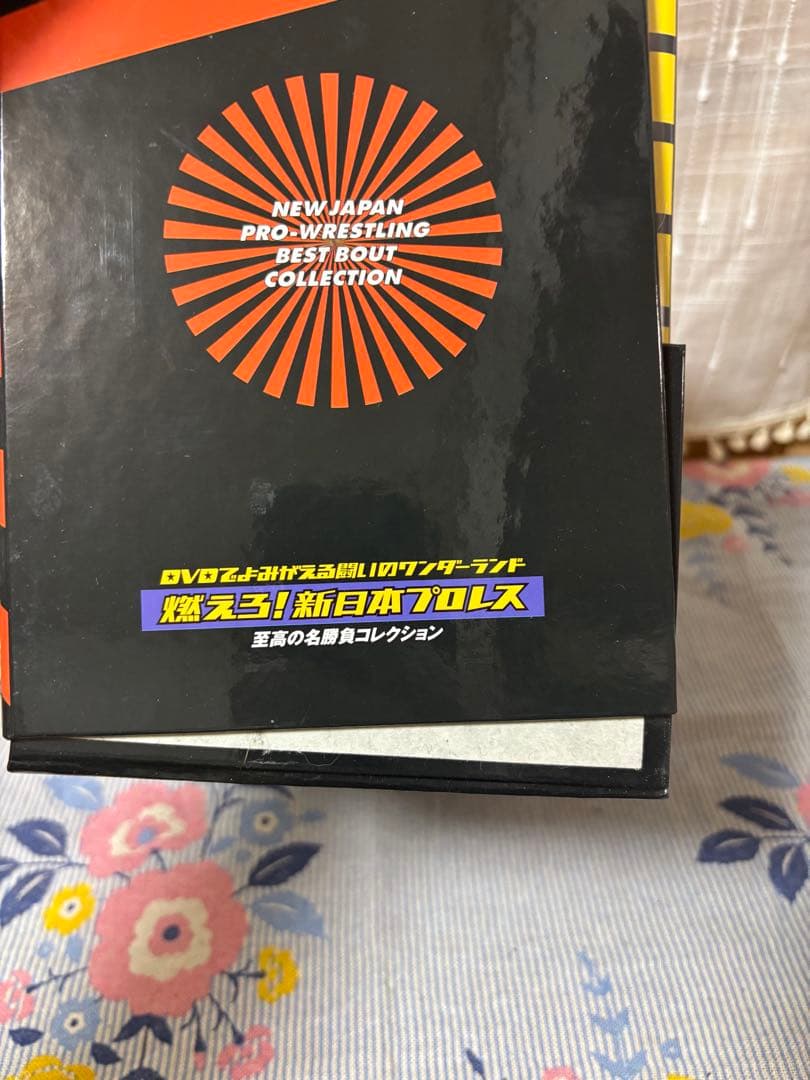 NEW JAPAN
PRO-WRESTLING
BEST BOUT
COLLECTION
DVDでよみがえる闘いのワンダーランド
燃えろ!新日本プロレス
至高の名勝負コレクション